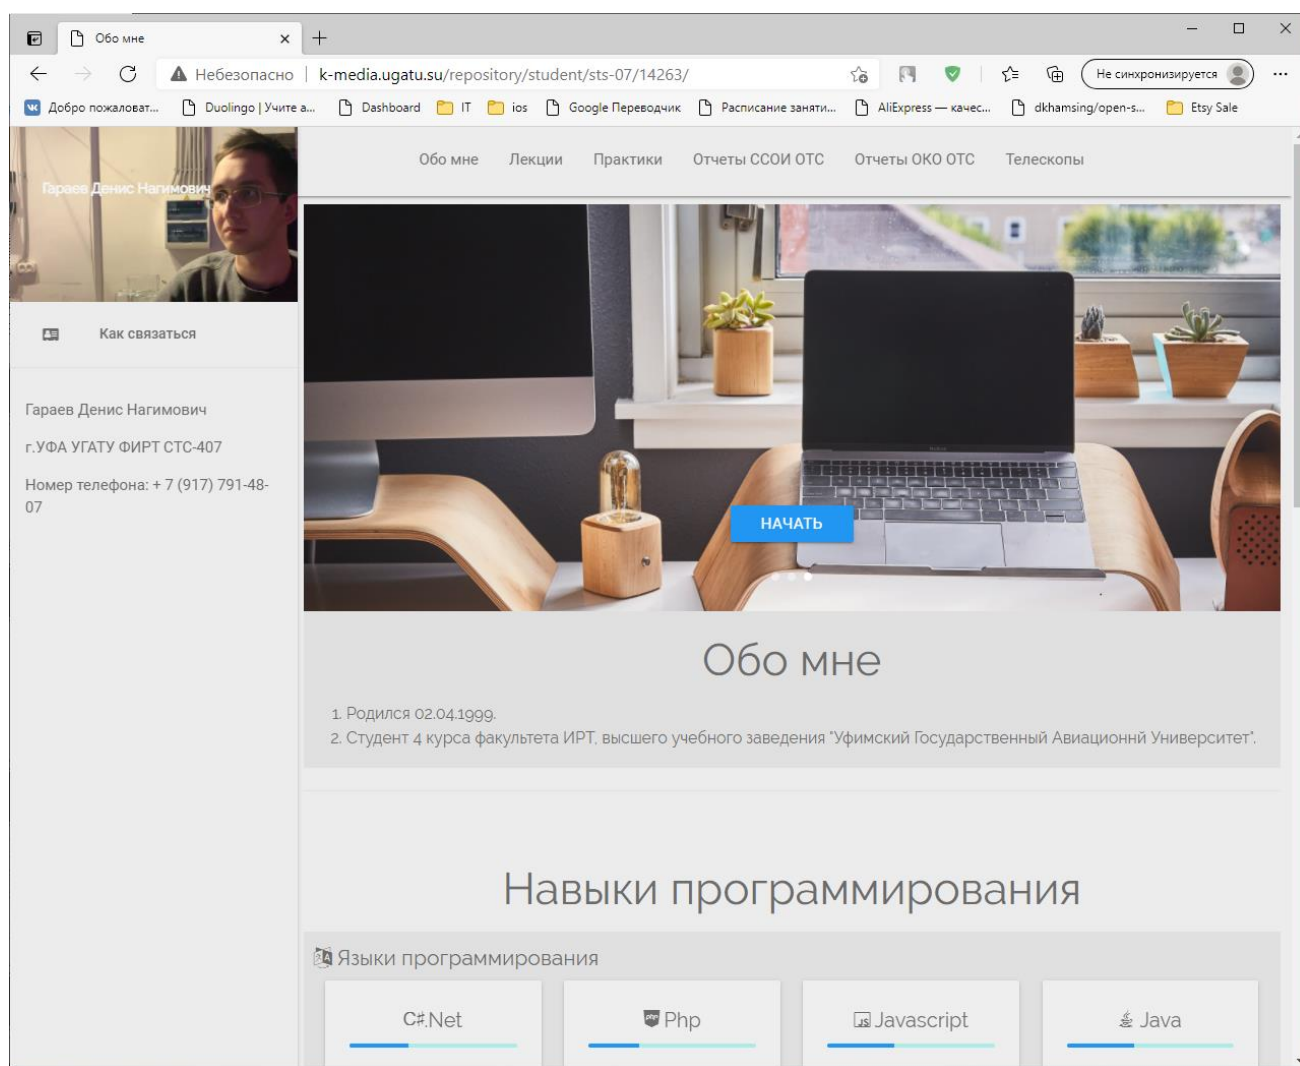 Обо мне
Небезопасно | k-media.ugatu.su/repository/student/sts-07/14263/
Не синхронизируется
Добро пожаловат... Duolingo | Учите а... Dashboard IT ios Google Переводчик Расписание заняти... AliExpress — качес... dkhamsing/open-s... Etsy Sale
Гараев Денис Нагимович
Обо мне Лекции Практики Отчеты ССОИ ОТС Отчеты ОКО ОТС Телескопы
Как связаться
Гараев Денис Нагимович
г.УФА УГАТУ ФИРТ СТС-407
Номер телефона: + 7 (917) 791-48-
07
НАЧАТЬ
Обо мне
1. Родился 02.04.1999.
2. Студент 4 курса факультета ИРТ, высшего учебного заведения "Уфимский Государственный Авиационнй Университет".
Навыки программирования
Языки программирования
C#.Net
php Php
JS Javascript
Java